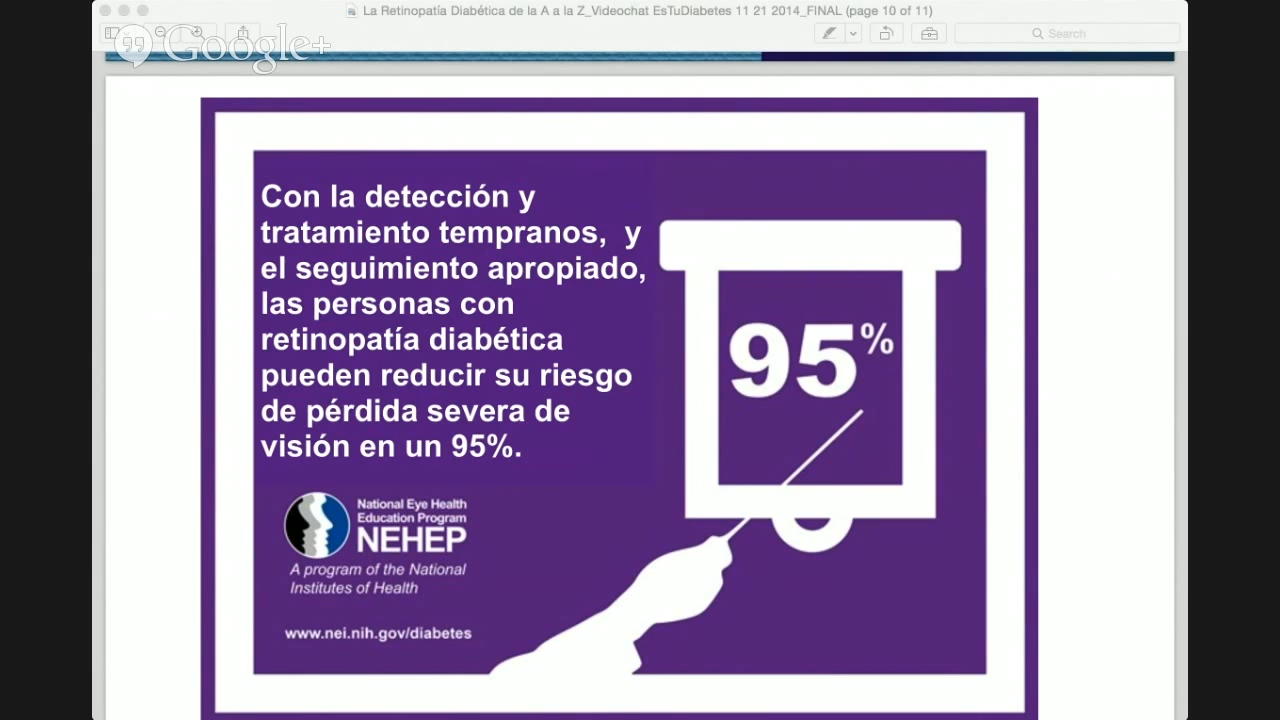 La Retinopatía Diabética de la A a la Z_Videochat EsTuDiabetes 11 21 2014_FINAL (page 10 of 11)
Google+
Search
Con la detección y
tratamiento tempranos, y
el seguimiento apropiado,
las personas con
retinopatía diabética
pueden reducir su riesgo
de pérdida severa de
visión en un 95%.
95%
National Eye Health
Education Program
NEHEP
A program of the National
Institutes of Health
www.nei.nih.gov/diabetes